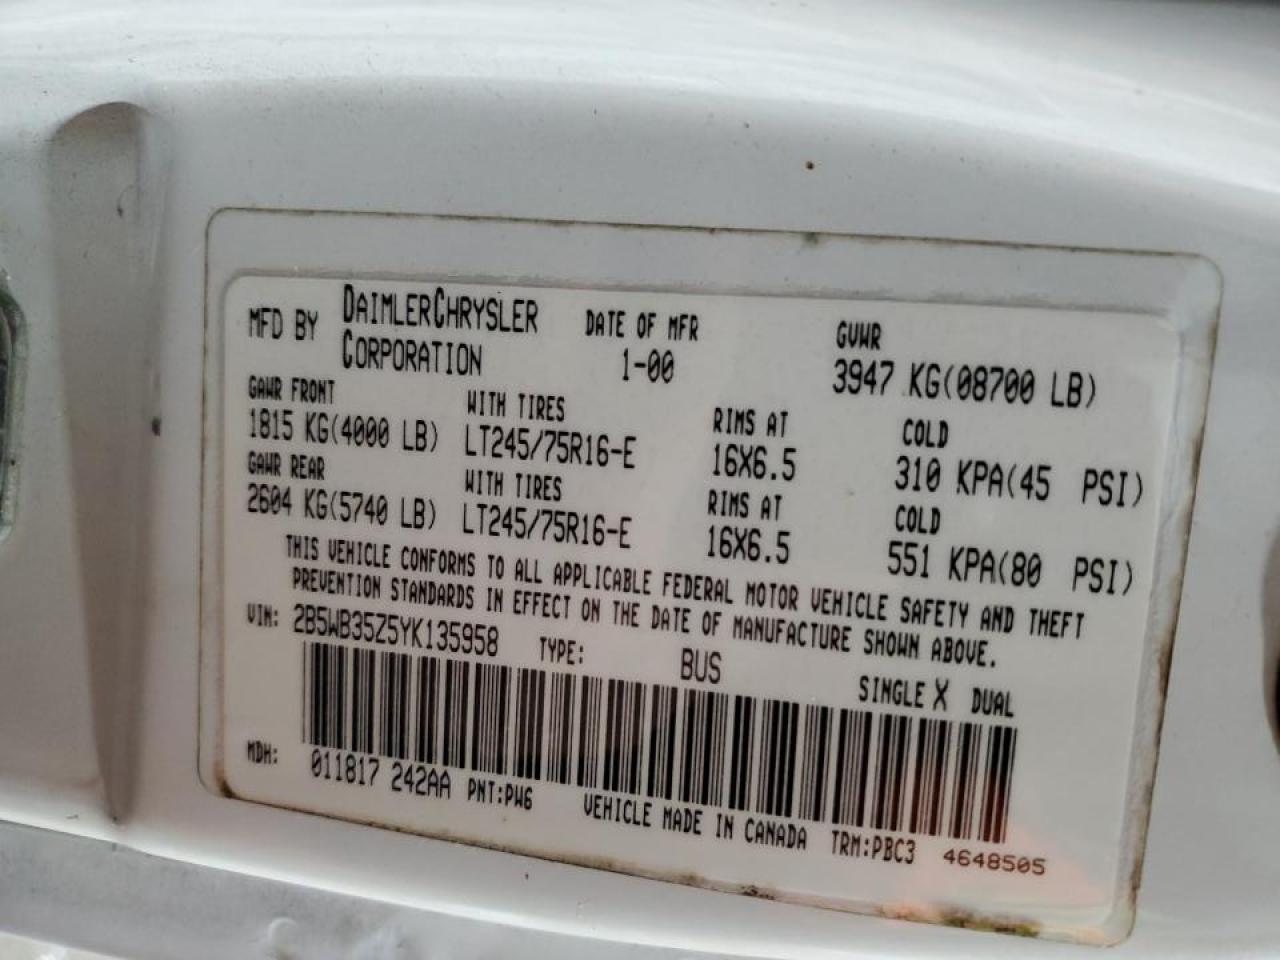 MFD BY DAIMLERCHRYSLER CORPORATION DATE OF MFR 1-00 GVWR 3947 KG(08700 LB)
GAWR FRONT WITH TIRES RIMS AT COLD
1815 KG(4000 LB) LT245/75R16-E 16X6.5 310 KPA(45 PSI)
GAWR REAR WITH TIRES RIMS AT COLD
2604 KG(5740 LB) LT245/75R16-E 16X6.5 551 KPA(80 PSI)
THIS VEHICLE CONFORMS TO ALL APPLICABLE FEDERAL MOTOR VEHICLE SAFETY AND THEFT
PREVENTION STANDARDS IN EFFECT ON THE DATE OF MANUFACTURE SHOWN ABOVE.
VIN: 2B5WB35Z5YK135958 TYPE: BUS SINGLE X DUAL
MDH: 011817 242AA PNT:PW6 VEHICLE MADE IN CANADA TRM:PBC3 4648505